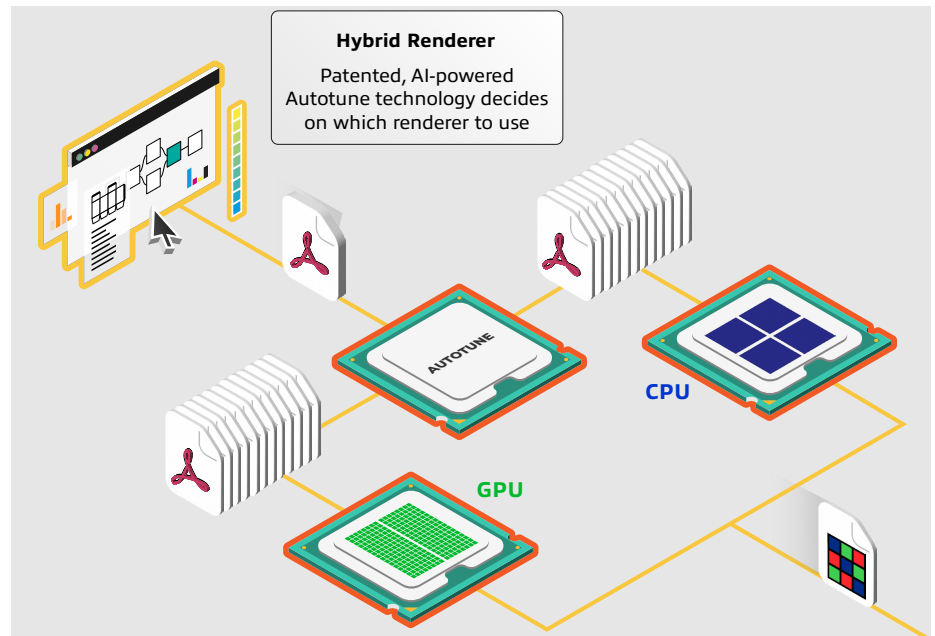 Hybrid Renderer
Patented, AI-powered
Autotune technology decides
on which renderer to use
AUTOTUNE
CPU
GPU